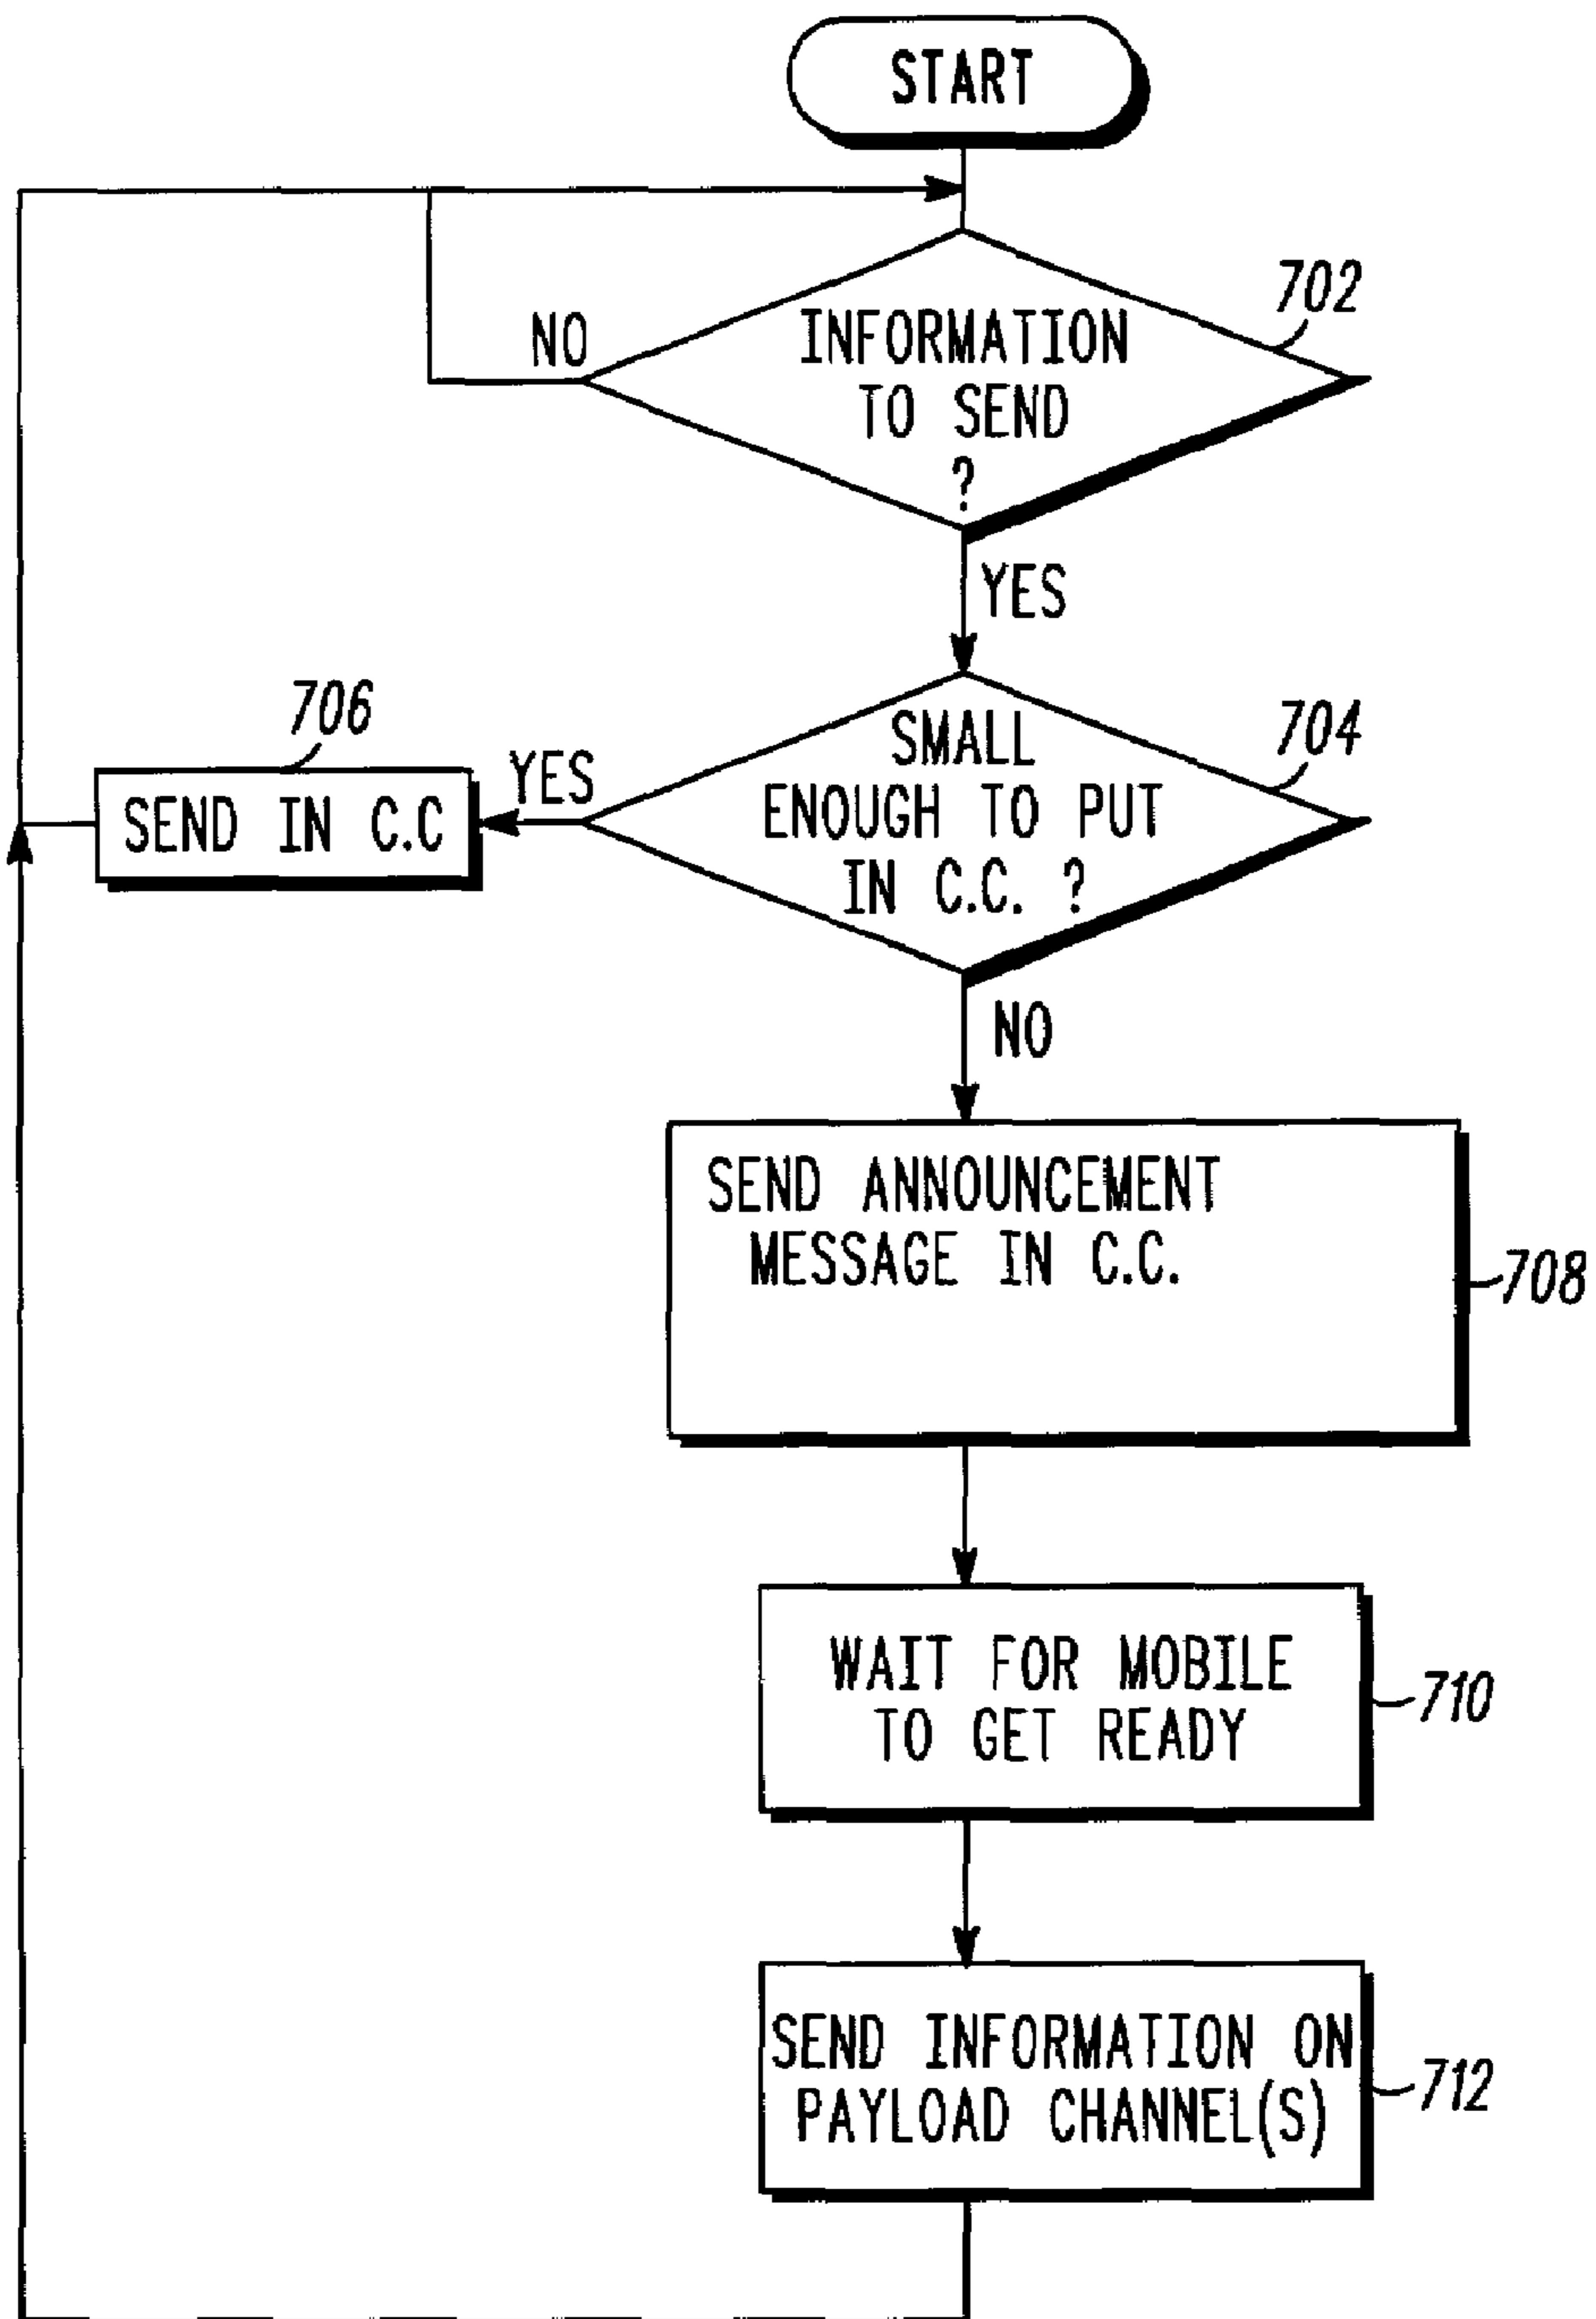 START
702
NO
INFORMATION
TO SEND
?
YES
706
704
SMALL
ENOUGH TO PUT
IN C.C. ?
YES
SEND IN C.C
NO
SEND ANNOUNCEMENT
MESSAGE IN C.C.
708
WAIT FOR MOBILE
TO GET READY
710
SEND INFORMATION ON
PAYLOAD CHANNEL(S)
712